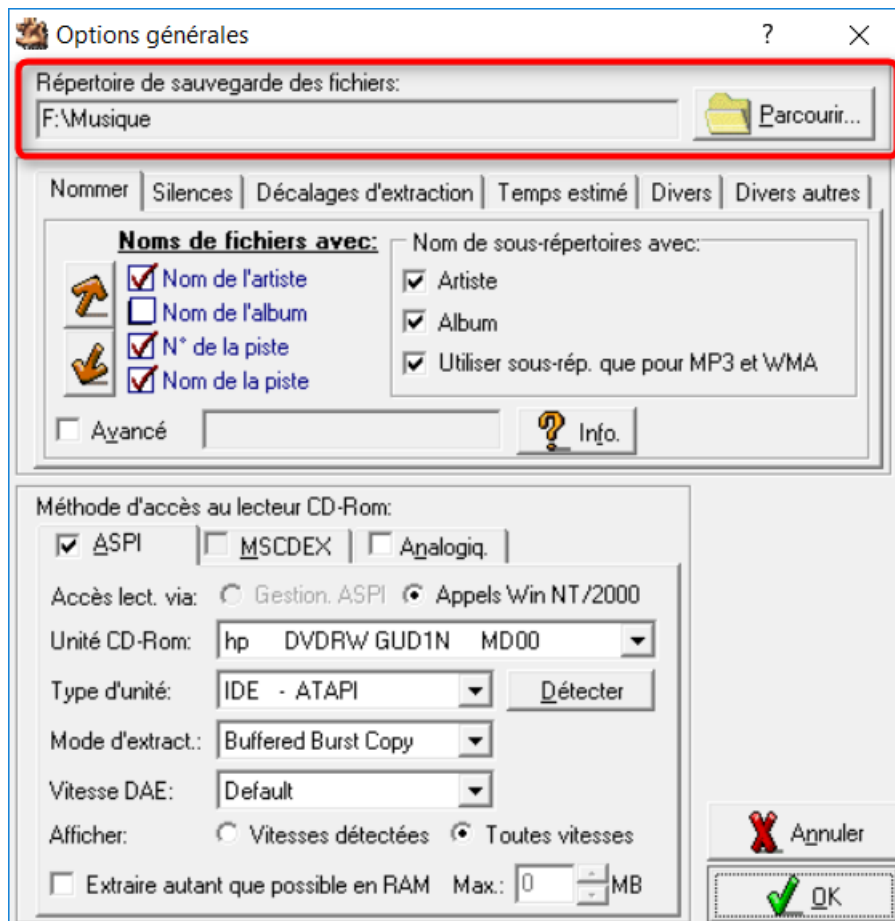 Options générales ?
Répertoire de sauvegarde des fichiers:
F:\Musique Parcourir...
Nommer Silences Décalages d'extraction Temps estimé Divers Divers autres
Noms de fichiers avec: Nom de sous-répertoires avec:
Nom de l'artiste Artiste
Nom de l'album Album
N° de la piste Utiliser sous-rép. que pour MP3 et WMA
Nom de la piste
Avancé Info.
Méthode d'accès au lecteur CD-Rom:
ASPI MSCDEX Analogiq.
Accès lect. via: Gestion. ASPI Appels Win NT/2000
Unité CD-Rom: hp DVDRW GUD1N MD00
Type d'unité: IDE - ATAPI Détecter
Mode d'extract.: Buffered Burst Copy
Vitesse DAE: Default
Afficher: Vitesses détectées Toutes vitesses
Annuler
Extraire autant que possible en RAM Max.: 0 MB
OK